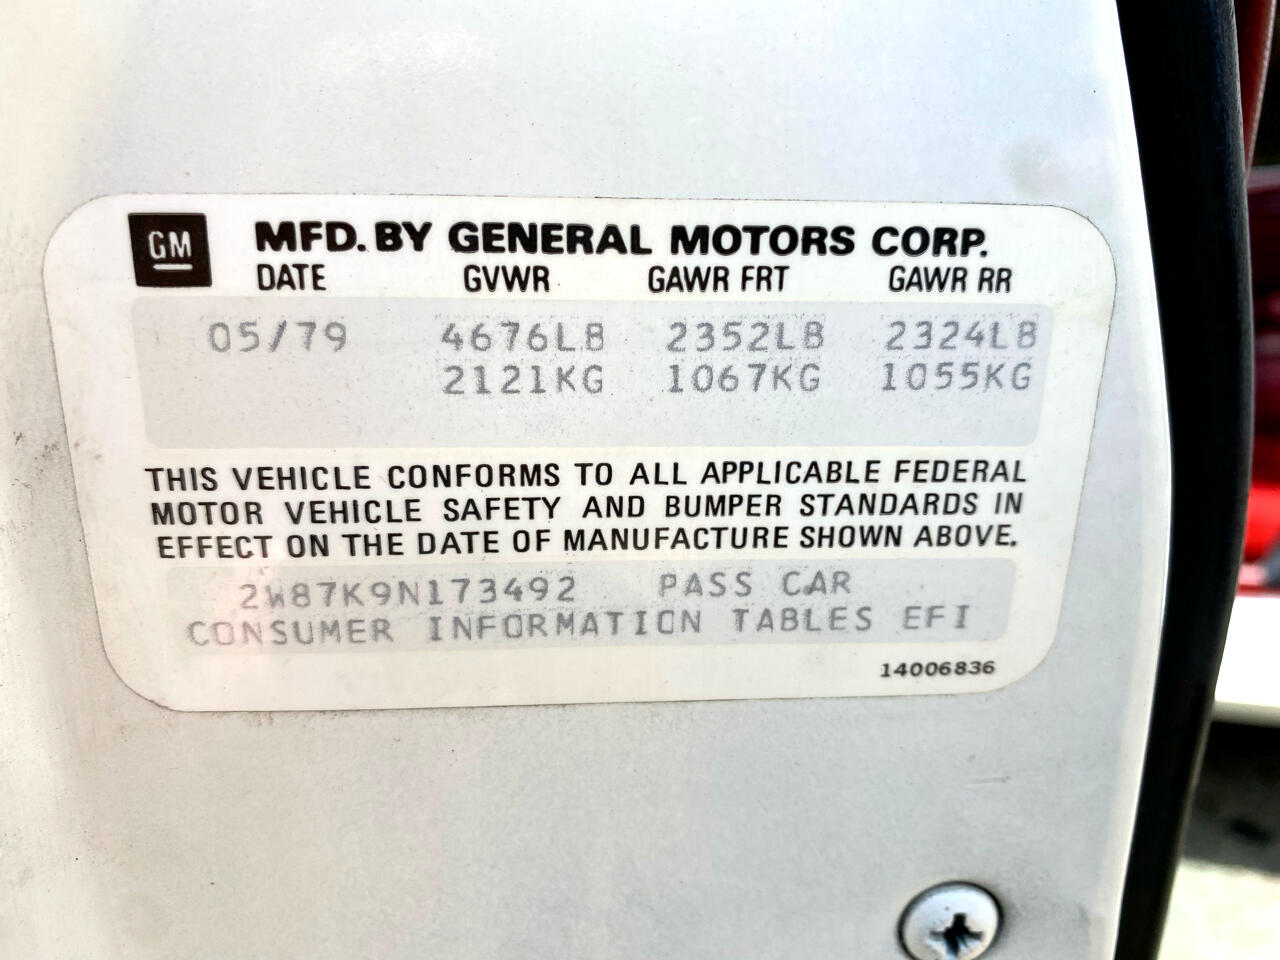 GM MFD. BY GENERAL MOTORS CORP.
DATE GVWR GAWR FRT GAWR RR
05/79 4676LB 2352LB 2324LB
2121KG 1067KG 1055KG
THIS VEHICLE CONFORMS TO ALL APPLICABLE FEDERAL
MOTOR VEHICLE SAFETY AND BUMPER STANDARDS IN
EFFECT ON THE DATE OF MANUFACTURE SHOWN ABOVE.
2W87K9N173492 PASS CAR
CONSUMER INFORMATION TABLES EFI
14006836